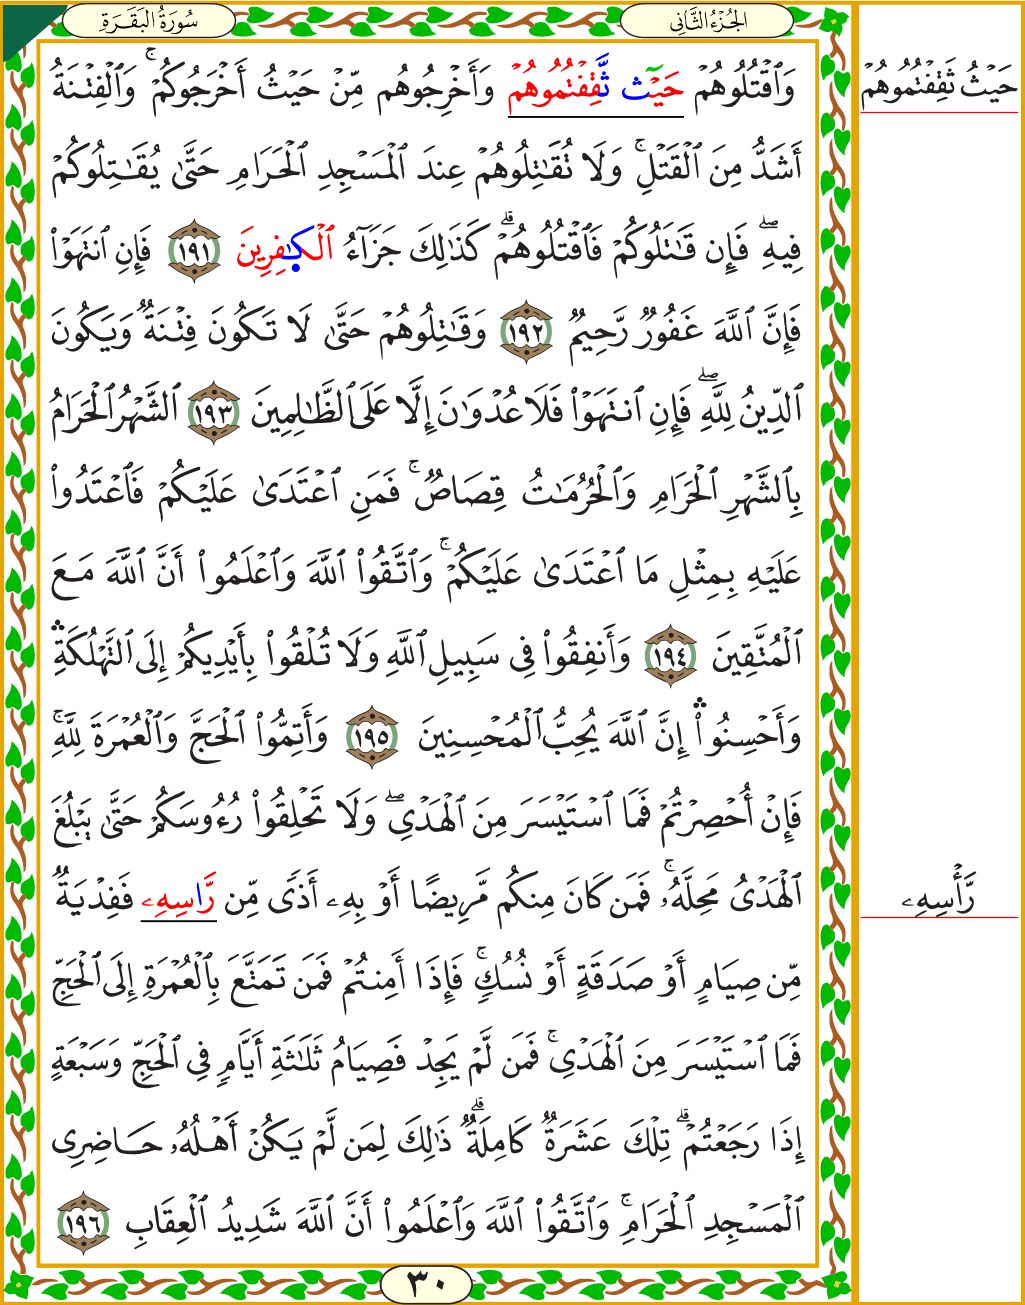 الجُزْءُ الثَّانِي
سُورَةُ البَقَرَةِ
وَٱقْتُلُوهُمْ حَيْث ثَّقِفْتُمُوهُمْ وَأَخْرِجُوهُم مِّنْ حَيْثُ أَخْرَجُوكُمْ ۚ وَٱلْفِتْنَةُ
حَيْثُ ثَقِفْتُمُوهُمْ
أَشَدُّ مِنَ ٱلْقَتْلِ ۚ وَلَا تُقَـٰتِلُوهُمْ عِندَ ٱلْمَسْجِدِ ٱلْحَرَامِ حَتَّىٰ يُقَـٰتِلُوكُمْ
فِيهِ ۖ فَإِن قَـٰتَلُوكُمْ فَٱقْتُلُوهُمْ ۗ كَذَٰلِكَ جَزَآءُ ٱلْكَـٰفِرِينَ ١٩١ فَإِنِ ٱنتَهَوْا۟
فَإِنَّ ٱللَّهَ غَفُورٌ رَّحِيمٌ ١٩٢ وَقَـٰتِلُوهُمْ حَتَّىٰ لَا تَكُونَ فِتْنَةٌ وَيَكُونَ
ٱلدِّينُ لِلَّهِ ۖ فَإِنِ ٱنتَهَوْا۟ فَلَا عُدْوَٰنَ إِلَّا عَلَى ٱلظَّـٰلِمِينَ ١٩٣ ٱلشَّهْرُ ٱلْحَرَامُ
بِٱلشَّهْرِ ٱلْحَرَامِ وَٱلْحُرُمَـٰتُ قِصَاصٌ ۚ فَمَنِ ٱعْتَدَىٰ عَلَيْكُمْ فَٱعْتَدُوا۟
عَلَيْهِ بِمِثْلِ مَا ٱعْتَدَىٰ عَلَيْكُمْ ۚ وَٱتَّقُوا۟ ٱللَّهَ وَٱعْلَمُوٓا۟ أَنَّ ٱللَّهَ مَعَ
ٱلْمُتَّقِينَ ١٩٤ وَأَنفِقُوا۟ فِى سَبِيلِ ٱللَّهِ وَلَا تُلْقُوا۟ بِأَيْدِيكُمْ إِلَى ٱلتَّهْلُكَةِ ۛ
وَأَحْسِنُوٓا۟ ۛ إِنَّ ٱللَّهَ يُحِبُّ ٱلْمُحْسِنِينَ ١٩٥ وَأَتِمُّوا۟ ٱلْحَجَّ وَٱلْعُمْرَةَ لِلَّهِ ۚ
فَإِنْ أُحْصِرْتُمْ فَمَا ٱسْتَيْسَرَ مِنَ ٱلْهَدْىِ ۖ وَلَا تَحْلِقُوا۟ رُءُوسَكُمْ حَتَّىٰ يَبْلُغَ
ٱلْهَدْىُ مَحِلَّهُۥ ۚ فَمَن كَانَ مِنكُم مَّرِيضًا أَوْ بِهِۦ أَذًى مِّن رَّاسِهِۦ فَفِدْيَةٌ
رَّأْسِهِۦ
مِّن صِيَامٍ أَوْ صَدَقَةٍ أَوْ نُسُكٍ ۚ فَإِذَا أَمِنتُمْ فَمَن تَمَتَّعَ بِٱلْعُمْرَةِ إِلَى ٱلْحَجِّ
فَمَا ٱسْتَيْسَرَ مِنَ ٱلْهَدْىِ ۚ فَمَن لَّمْ يَجِدْ فَصِيَامُ ثَلَـٰثَةِ أَيَّامٍ فِى ٱلْحَجِّ وَسَبْعَةٍ
إِذَا رَجَعْتُمْ ۗ تِلْكَ عَشَرَةٌ كَامِلَةٌ ۗ ذَٰلِكَ لِمَن لَّمْ يَكُنْ أَهْلُهُۥ حَاضِرِى
ٱلْمَسْجِدِ ٱلْحَرَامِ ۚ وَٱتَّقُوا۟ ٱللَّهَ وَٱعْلَمُوٓا۟ أَنَّ ٱللَّهَ شَدِيدُ ٱلْعِقَابِ ١٩٦
٣٠